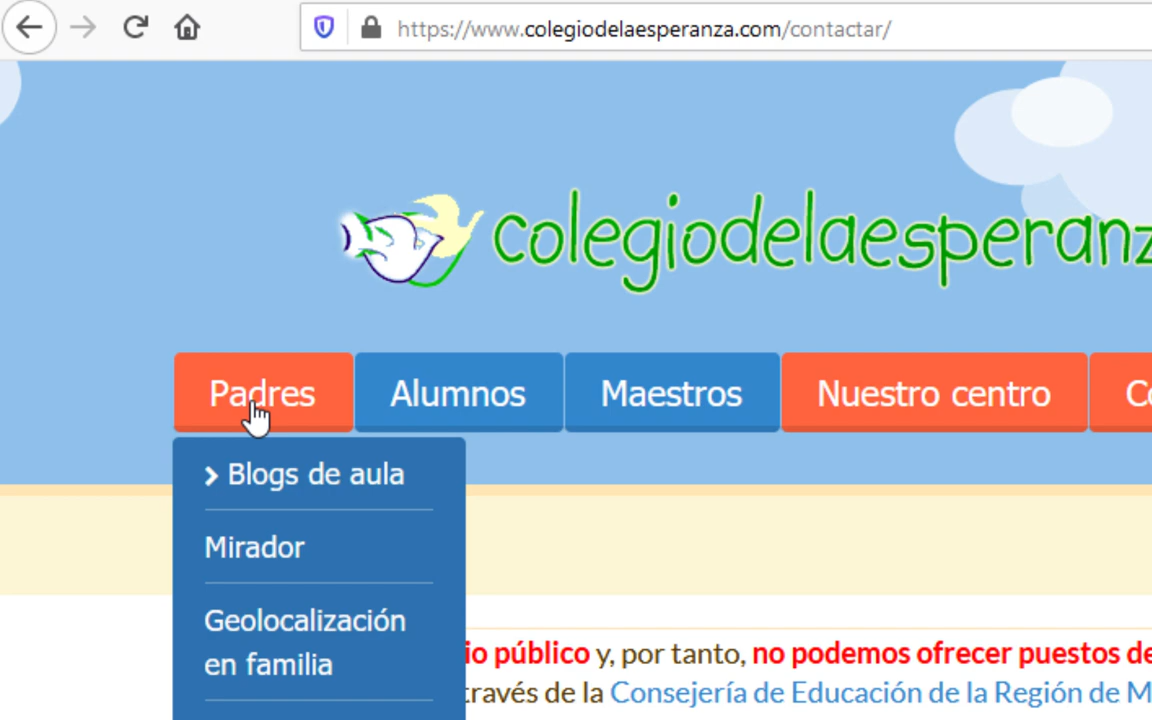 https://www.colegiodelaesperanza.com/contactar/
colegiodelaesperanz
Padres
Alumnos
Maestros
Nuestro centro
Blogs de aula
Mirador
Geolocalización
en familia
público y, por tanto, no podemos ofrecer puestos de
través de la Consejería de Educación de la Región de M